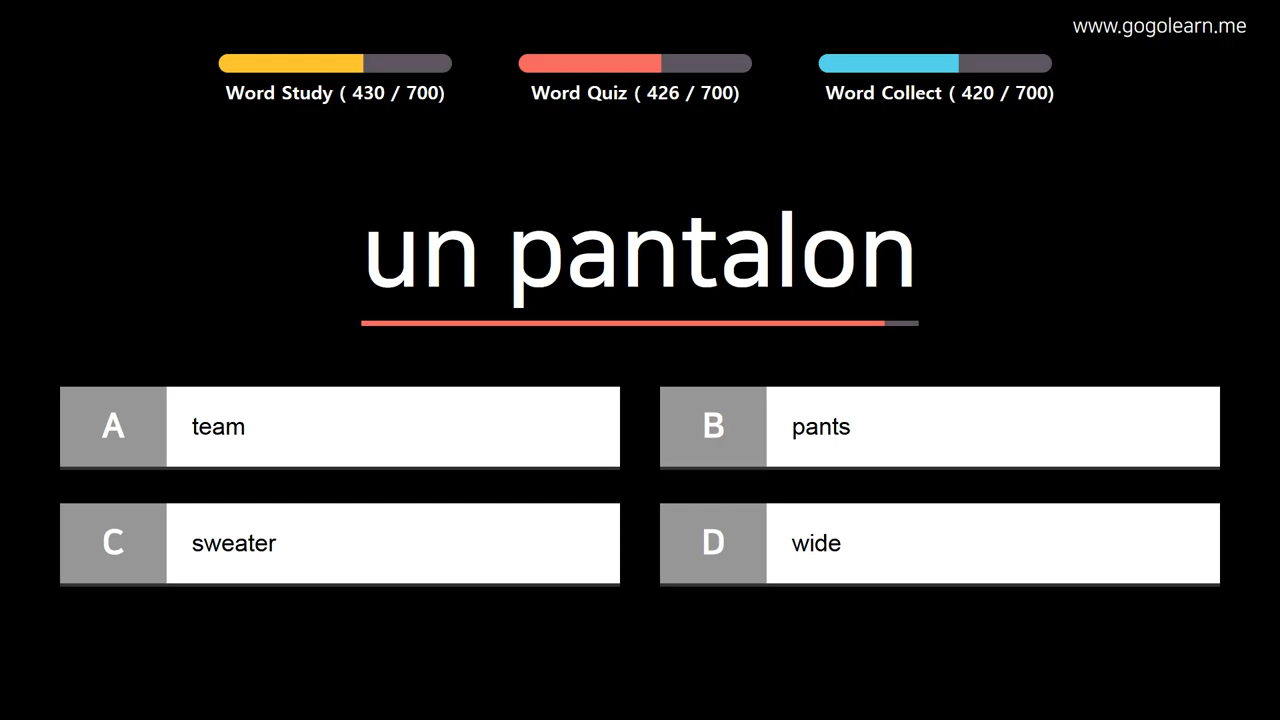 www.gogolearn.me
Word Study ( 430 / 700)
Word Quiz ( 426 / 700)
Word Collect ( 420 / 700)
un pantalon
A team
B pants
C sweater
D wide